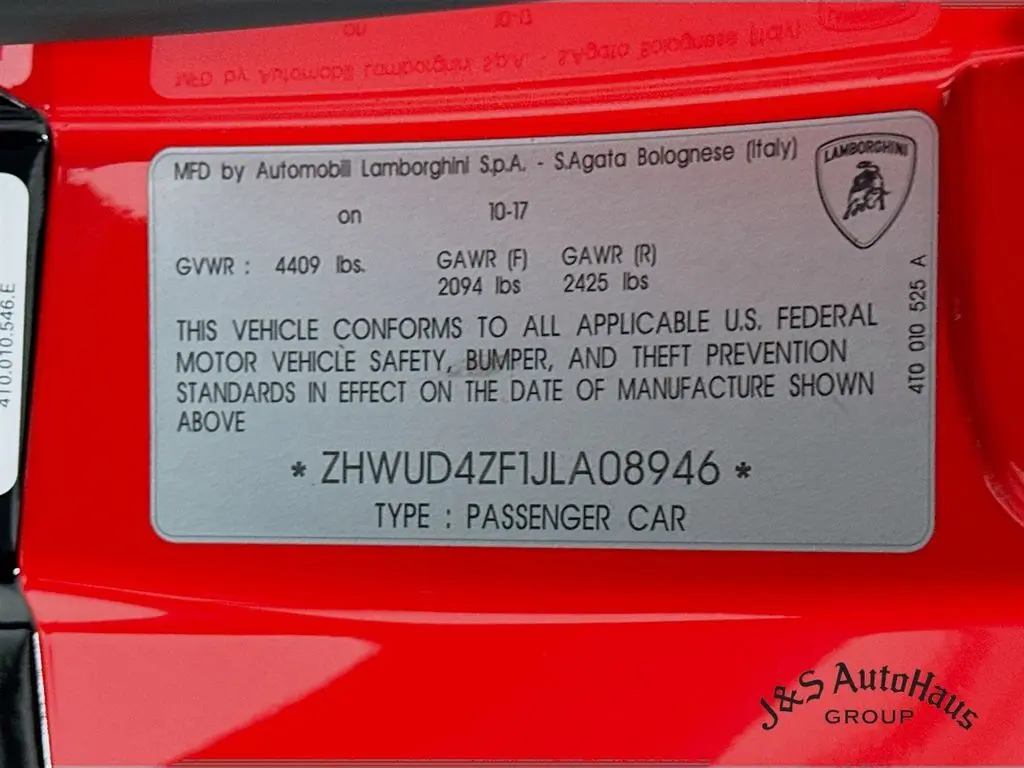 MFD by Automobili Lamborghini S.p.A. - S.Agata Bolognese (Italy)
LAMBORGHINI
on 10-17
GVWR : 4409 lbs. GAWR (F) GAWR (R)
2094 lbs 2425 lbs
THIS VEHICLE CONFORMS TO ALL APPLICABLE U.S. FEDERAL
MOTOR VEHICLE SAFETY, BUMPER, AND THEFT PREVENTION
STANDARDS IN EFFECT ON THE DATE OF MANUFACTURE SHOWN
ABOVE
* ZHWUD4ZF1JLA08946 *
TYPE : PASSENGER CAR
4T0 010 525 A
4T0.010.546.E
J&S AutoHaus
GROUP